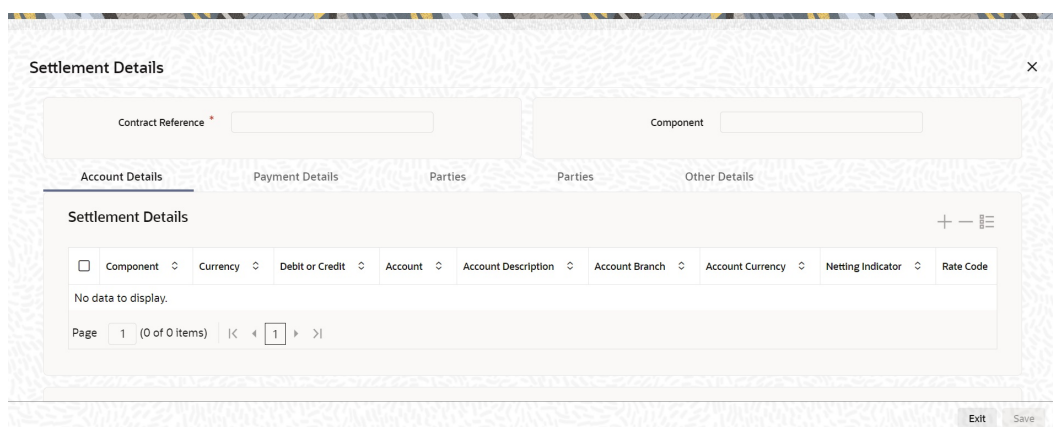 Settlement Details
Contract Reference *
Component
Account Details Payment Details Parties Parties Other Details
Settlement Details
Component Currency Debit or Credit Account Account Description Account Branch Account Currency Netting Indicator Rate Code
No data to display.
Page 1 (0 of 0 items) 1
Exit Save